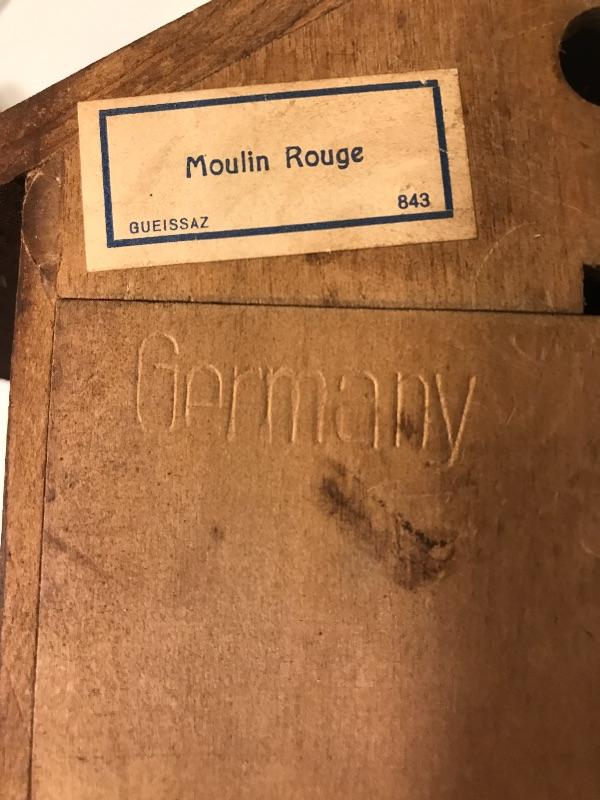 Moulin Rouge
GUEISSAZ 843
Germany